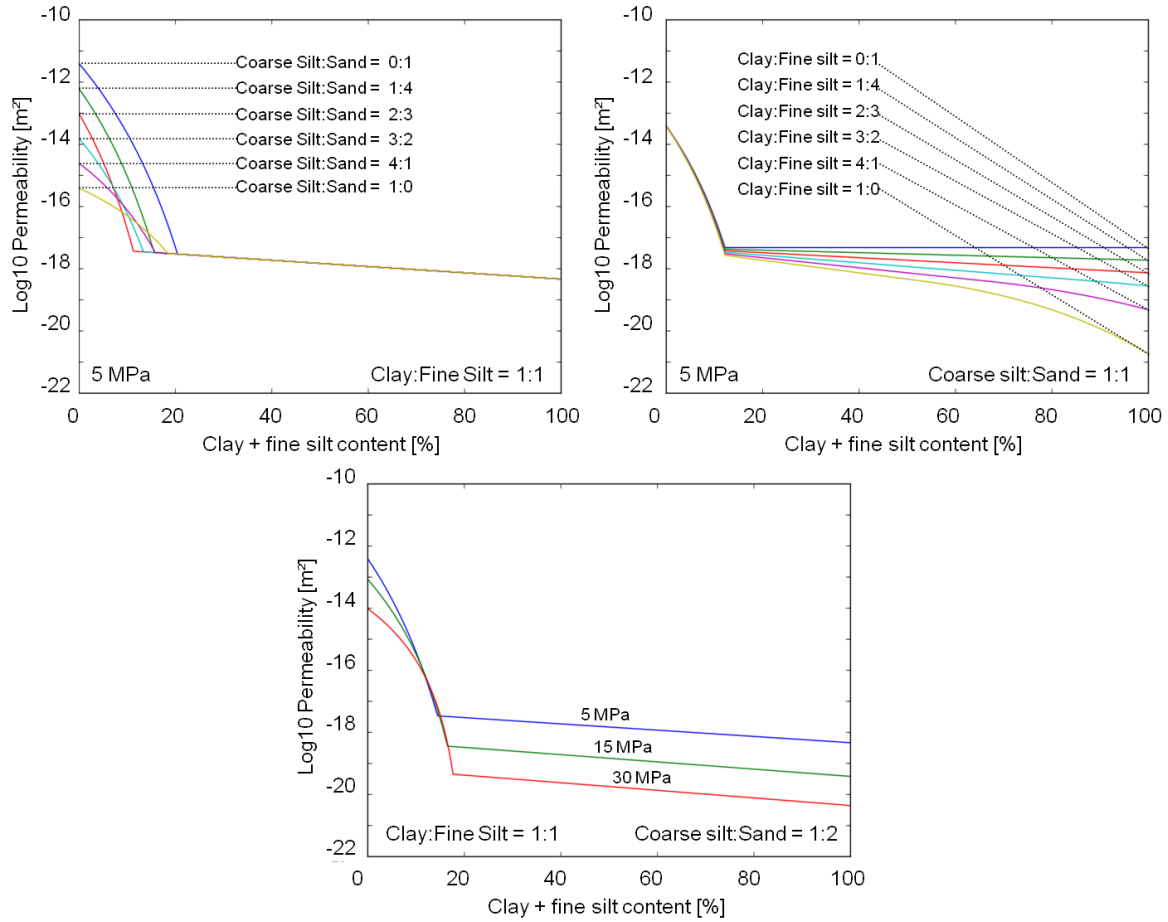 -10
-12
-14
-16
-18
-20
-22
Log10 Permeability [m²]
Coarse Silt:Sand = 0:1
Coarse Silt:Sand = 1:4
Coarse Silt:Sand = 2:3
Coarse Silt:Sand = 3:2
Coarse Silt:Sand = 4:1
Coarse Silt:Sand = 1:0
5 MPa Clay:Fine Silt = 1:1
0 20 40 60 80 100
Clay + fine silt content [%]
-10
-12
-14
-16
-18
-20
-22
Log10 Permeability [m²]
Clay:Fine silt = 0:1
Clay:Fine silt = 1:4
Clay:Fine silt = 2:3
Clay:Fine silt = 3:2
Clay:Fine silt = 4:1
Clay:Fine silt = 1:0
5 MPa Coarse silt:Sand = 1:1
0 20 40 60 80 100
Clay + fine silt content [%]
-10
-12
-14
-16
-18
-20
-22
Log10 Permeability [m²]
5 MPa
15 MPa
30 MPa
Clay:Fine Silt = 1:1 Coarse silt:Sand = 1:2
0 20 40 60 80 100
Clay + fine silt content [%]